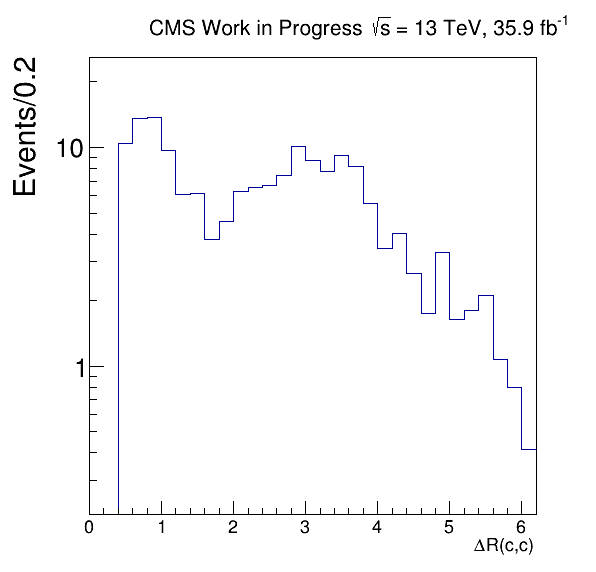 CMS Work in Progress √s = 13 TeV, 35.9 fb⁻¹
Events/0.2
10
1
0 1 2 3 4 5 6
ΔR(c,c)